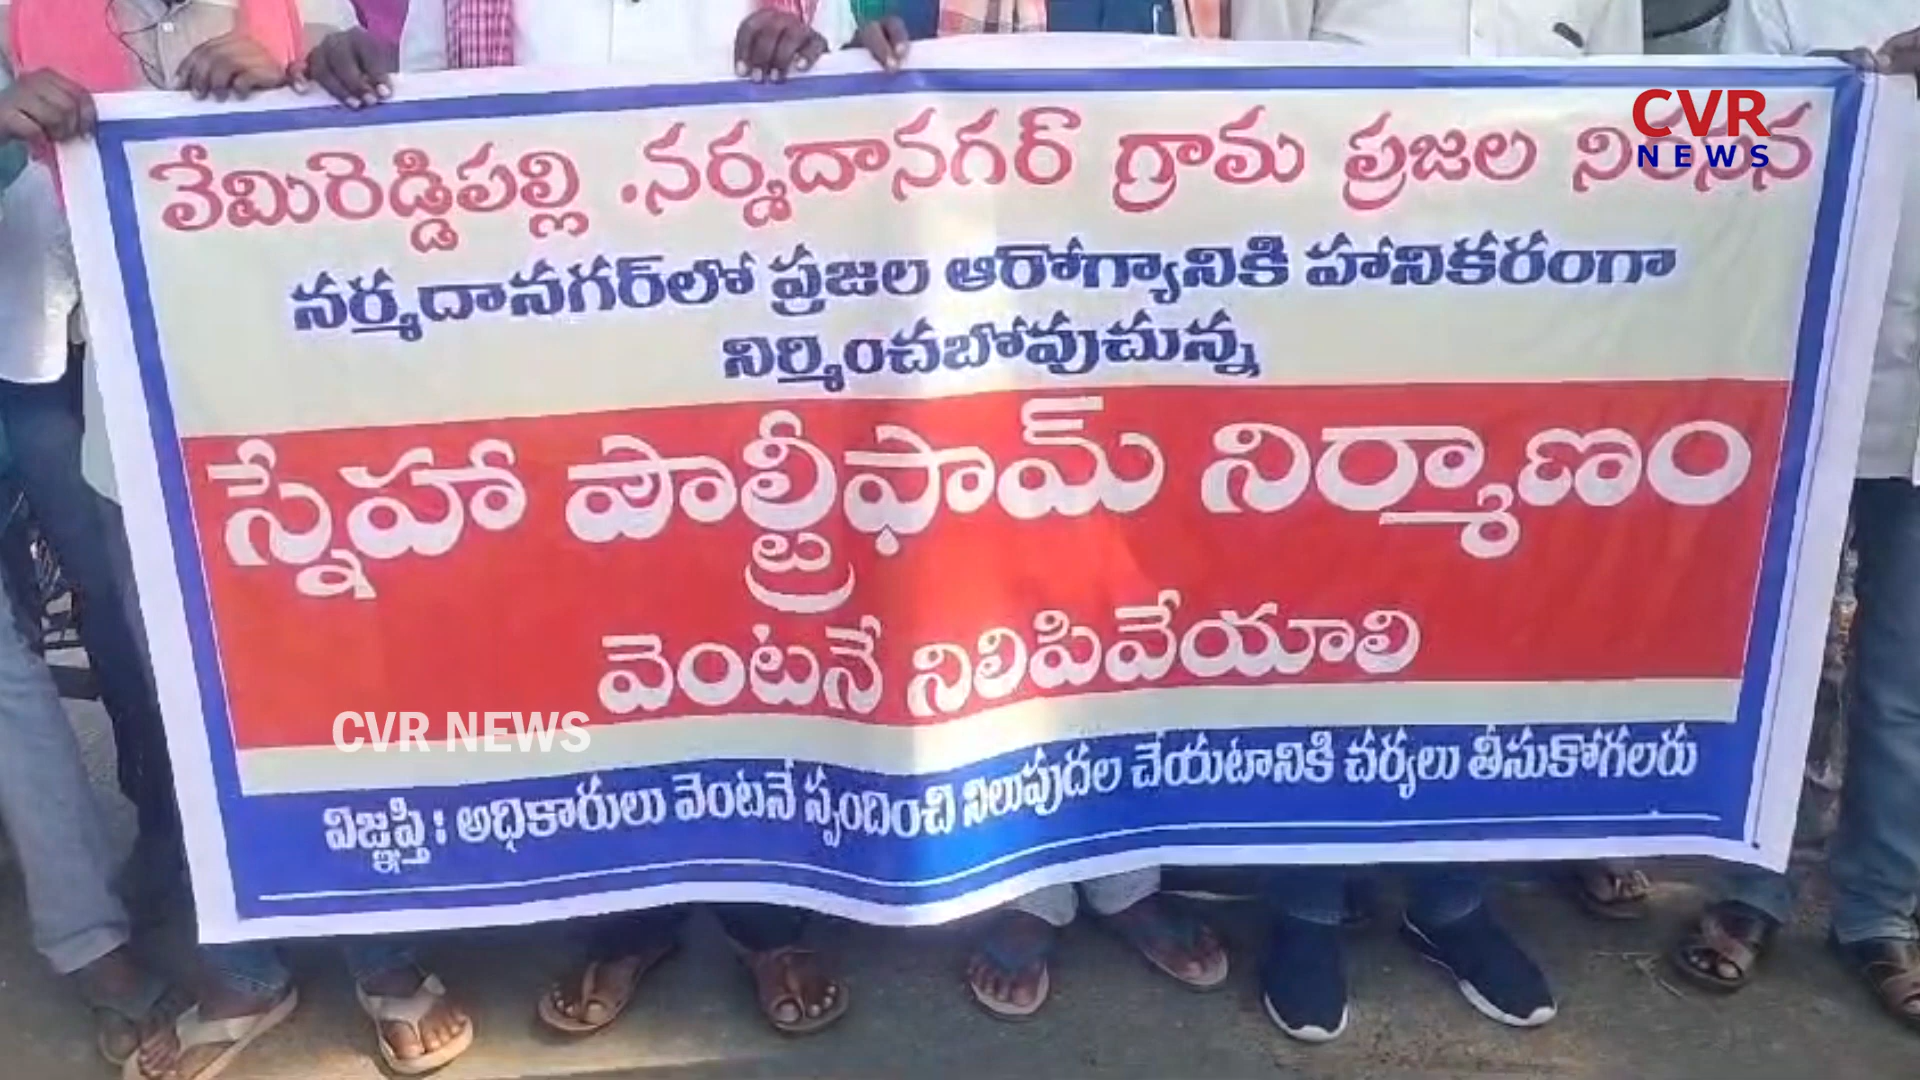 CVR
NEWS
వేమిరెడ్డిపల్లి .నర్మదానగర్ గ్రామ ప్రజల
నర్మదానగర్‌లో ప్రజల ఆరోగ్యానికి హానికరంగా
నిర్మించబోవుచున్న
స్నేహా పౌల్ట్రీఫామ్ నిర్మాణం
వెంటనే నిలిపివేయాలి
CVR NEWS
విజ్ఞప్తి : అధికారులు వెంటనే స్పందించి నిలుపుదల చేయుటానికి చర్యలు తీసుకోగలరు